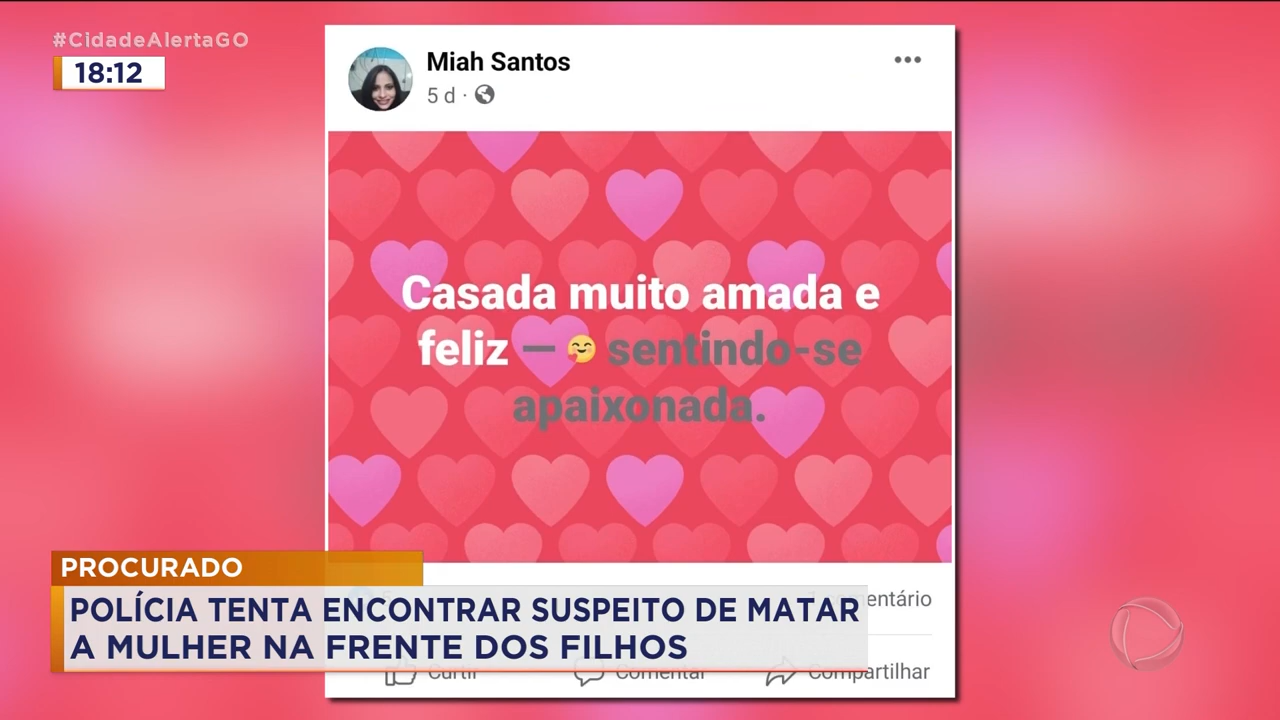 #CidadeAlertaGO
18:12
Miah Santos
5 d ·
Casada muito amada e
feliz — sentindo-se
apaixonada.
PROCURADO
POLÍCIA TENTA ENCONTRAR SUSPEITO DE MATAR
A MULHER NA FRENTE DOS FILHOS
Curtir
Comentar
Compartilhar